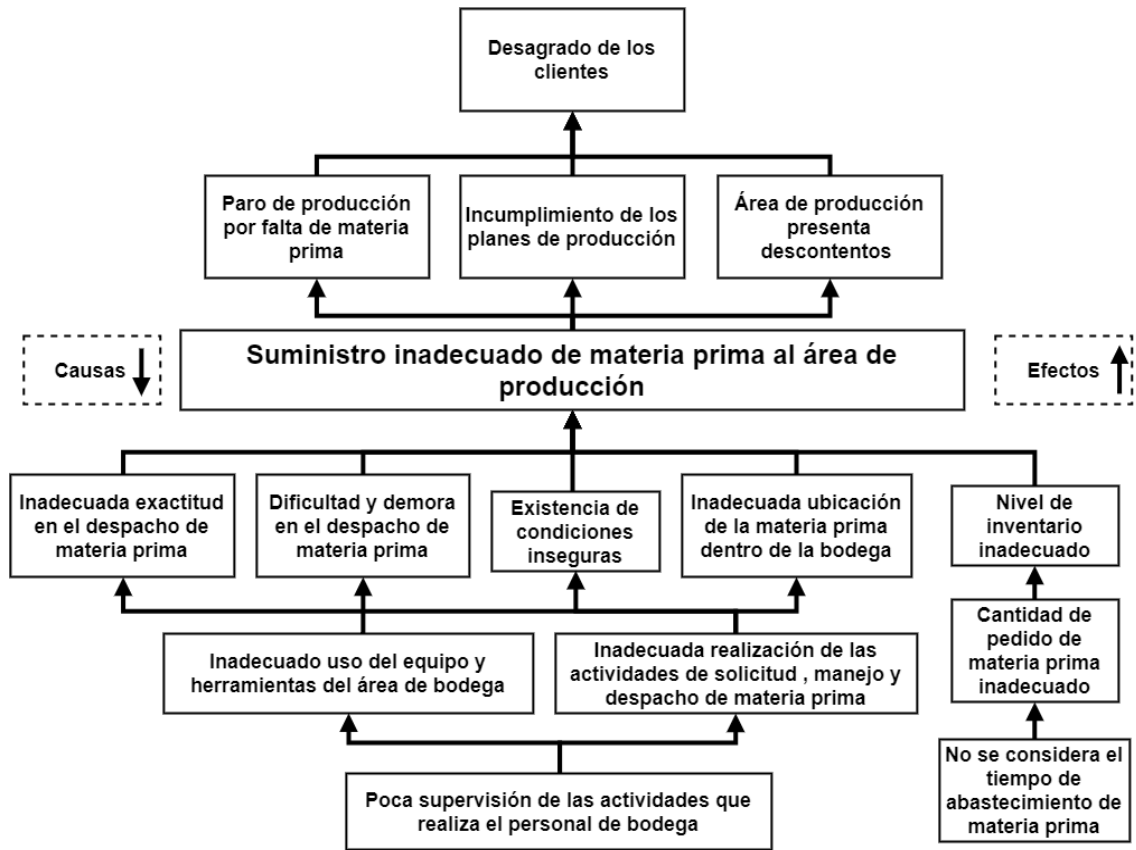 Desagrado de los
clientes
Paro de producción
por falta de materia
prima
Incumplimiento de los
planes de producción
Área de producción
presenta
descontentos
Causas
Suministro inadecuado de materia prima al área de
producción
Efectos
Inadecuada exactitud
en el despacho de
materia prima
Dificultad y demora
en el despacho de
materia prima
Existencia de
condiciones
inseguras
Inadecuada ubicación
de la materia prima
dentro de la bodega
Nivel de
inventario
inadecuado
Inadecuado uso del equipo y
herramientas del área de bodega
Inadecuada realización de las
actividades de solicitud , manejo y
despacho de materia prima
Cantidad de
pedido de
materia prima
inadecuado
Poca supervisión de las actividades que
realiza el personal de bodega
No se considera el
tiempo de
abastecimiento de
materia prima